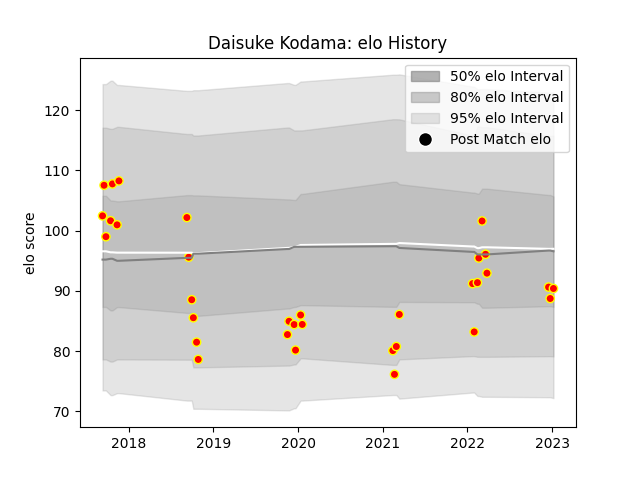 Daisuke Kodama: elo History
50% elo Interval
80% elo Interval
95% elo Interval
Post Match elo
elo score
120
110
100
90
80
70
2018 2019 2020 2021 2022 2023